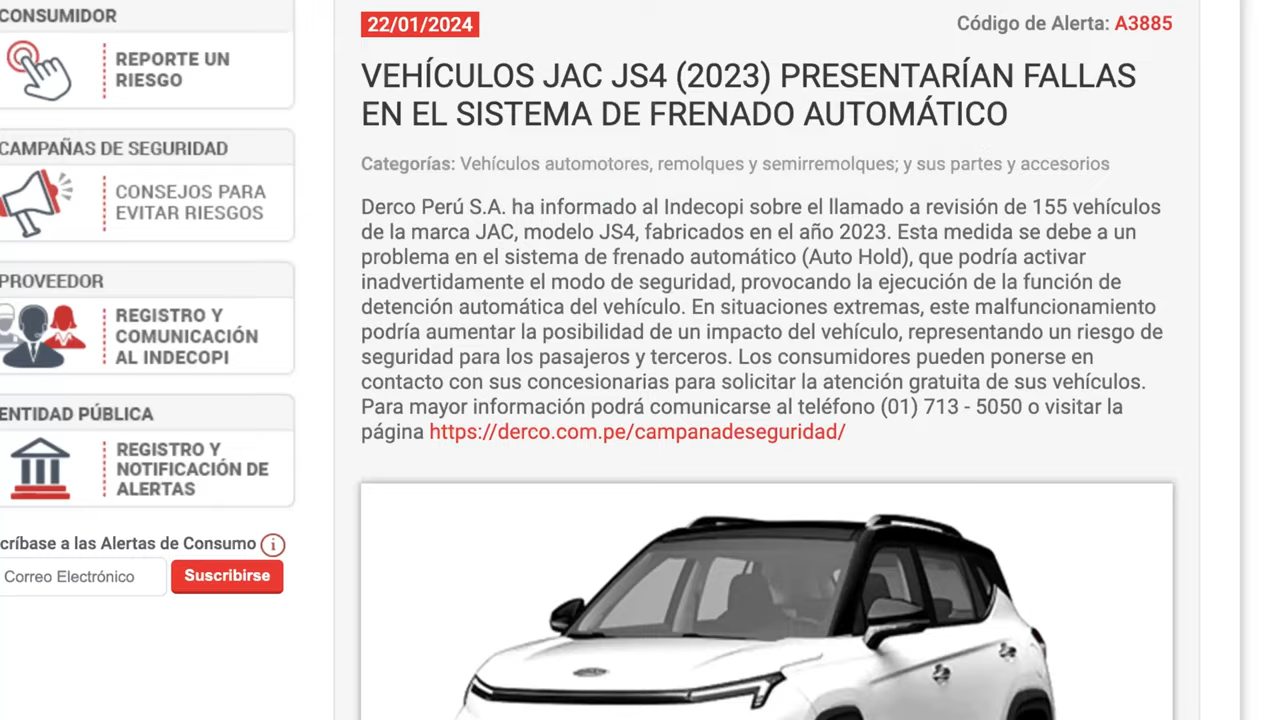 CONSUMIDOR
REPORTE UN
RIESGO
CAMPAÑAS DE SEGURIDAD
CONSEJOS PARA
EVITAR RIESGOS
PROVEEDOR
REGISTRO Y
COMUNICACIÓN
AL INDECOPI
ENTIDAD PÚBLICA
REGISTRO Y
NOTIFICACIÓN DE
ALERTAS
críbase a las Alertas de Consumo
Correo Electrónico
Suscribirse
22/01/2024
Código de Alerta: A3885
VEHÍCULOS JAC JS4 (2023) PRESENTARÍAN FALLAS
EN EL SISTEMA DE FRENADO AUTOMÁTICO
Categorías: Vehículos automotores, remolques y semirremolques; y sus partes y accesorios
Derco Perú S.A. ha informado al Indecopi sobre el llamado a revisión de 155 vehículos
de la marca JAC, modelo JS4, fabricados en el año 2023. Esta medida se debe a un
problema en el sistema de frenado automático (Auto Hold), que podría activar
inadvertidamente el modo de seguridad, provocando la ejecución de la función de
detención automática del vehículo. En situaciones extremas, este malfuncionamiento
podría aumentar la posibilidad de un impacto del vehículo, representando un riesgo de
seguridad para los pasajeros y terceros. Los consumidores pueden ponerse en
contacto con sus concesionarias para solicitar la atención gratuita de sus vehículos.
Para mayor información podrá comunicarse al teléfono (01) 713 - 5050 o visitar la
página https://derco.com.pe/campanadeseguridad/